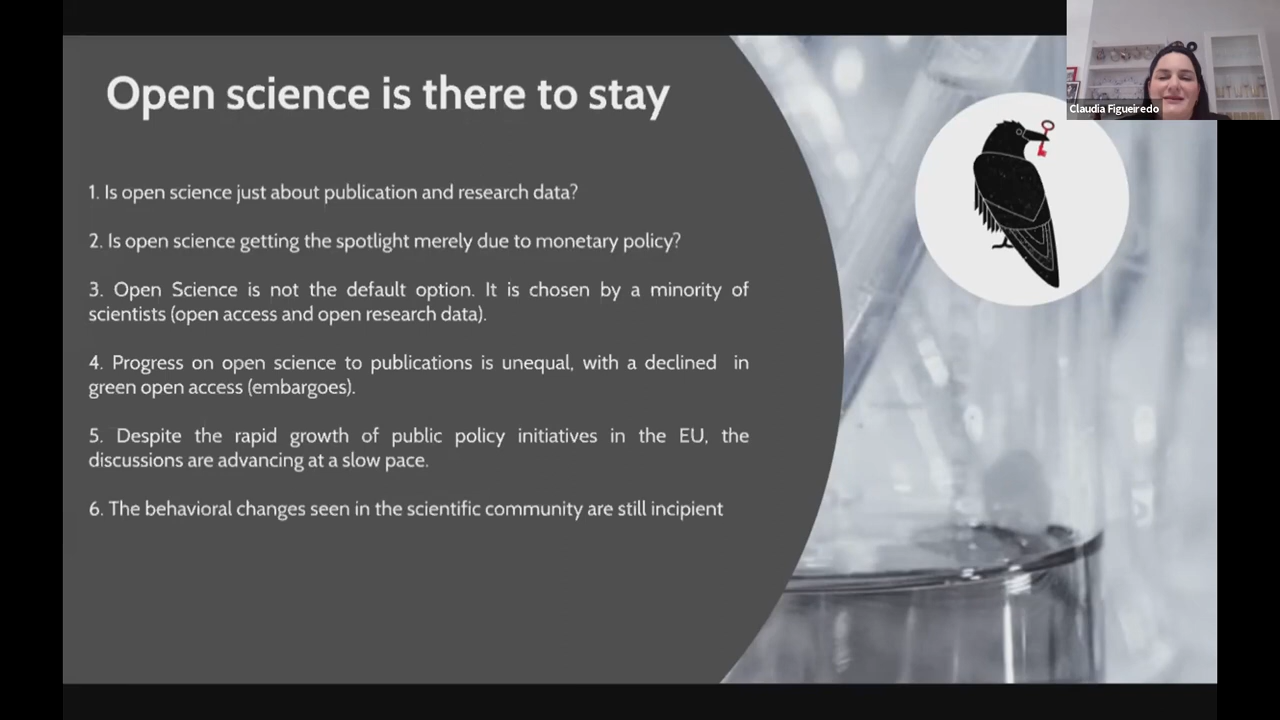 Open science is there to stay
Claudia Figueiredo
1. Is open science just about publication and research data?
2. Is open science getting the spotlight merely due to monetary policy?
3. Open Science is not the default option. It is chosen by a minority of
scientists (open access and open research data).
4. Progress on open science to publications is unequal, with a declined in
green open access (embargoes).
5. Despite the rapid growth of public policy initiatives in the EU, the
discussions are advancing at a slow pace.
6. The behavioral changes seen in the scientific community are still incipient